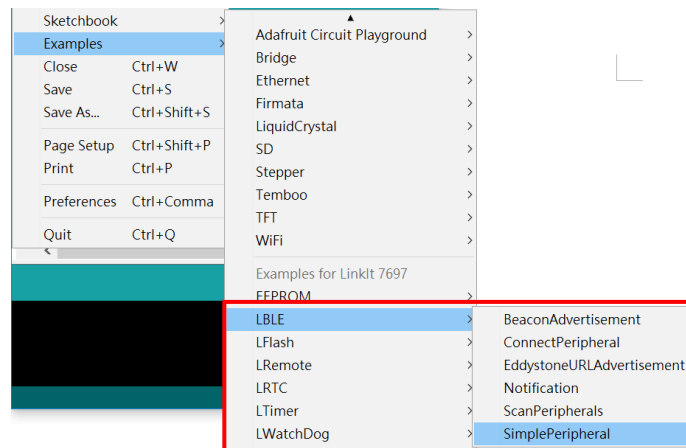 Sketchbook
Examples
Close Ctrl+W
Save Ctrl+S
Save As... Ctrl+Shift+S
Page Setup Ctrl+Shift+P
Print Ctrl+P
Preferences Ctrl+Comma
Quit Ctrl+Q
Adafruit Circuit Playground
Bridge
Ethernet
Firmata
LiquidCrystal
SD
Stepper
Temboo
TFT
WiFi
Examples for LinkIt 7697
EEPROM
LBLE
LFlash
LRemote
LRTC
LTimer
LWatchDog
BeaconAdvertisement
ConnectPeripheral
EddystoneURLAdvertisement
Notification
ScanPeripherals
SimplePeripheral